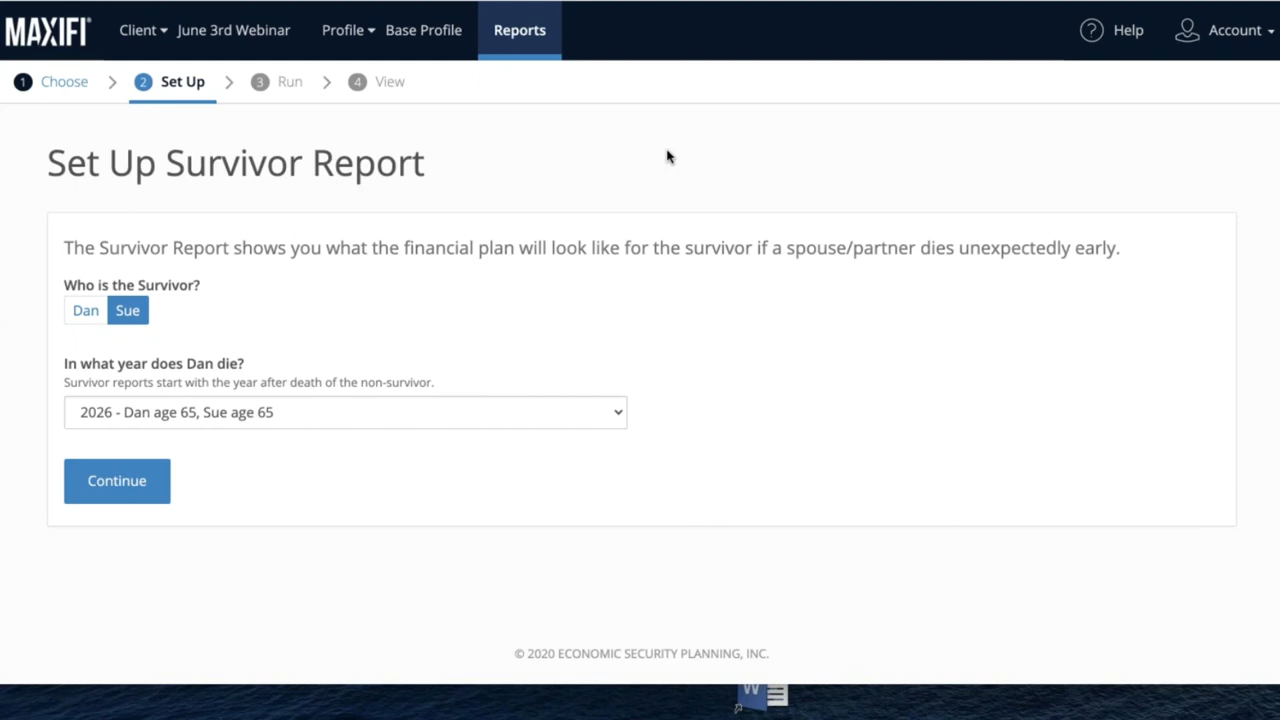 MAXIFI® Client June 3rd Webinar Profile Base Profile Reports ? Help Account
1 Choose 2 Set Up 3 Run 4 View
Set Up Survivor Report
The Survivor Report shows you what the financial plan will look like for the survivor if a spouse/partner dies unexpectedly early.
Who is the Survivor?
Dan Sue
In what year does Dan die?
Survivor reports start with the year after death of the non-survivor.
2026 - Dan age 65, Sue age 65
Continue
© 2020 ECONOMIC SECURITY PLANNING, INC.
W